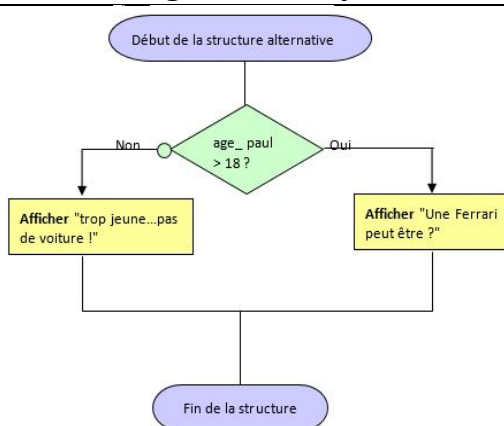 Début de la structure alternative
age_ paul
> 18 ?
Non
Oui
Afficher "trop jeune...pas
de voiture !"
Afficher "Une Ferrari
peut être ?"
Fin de la structure